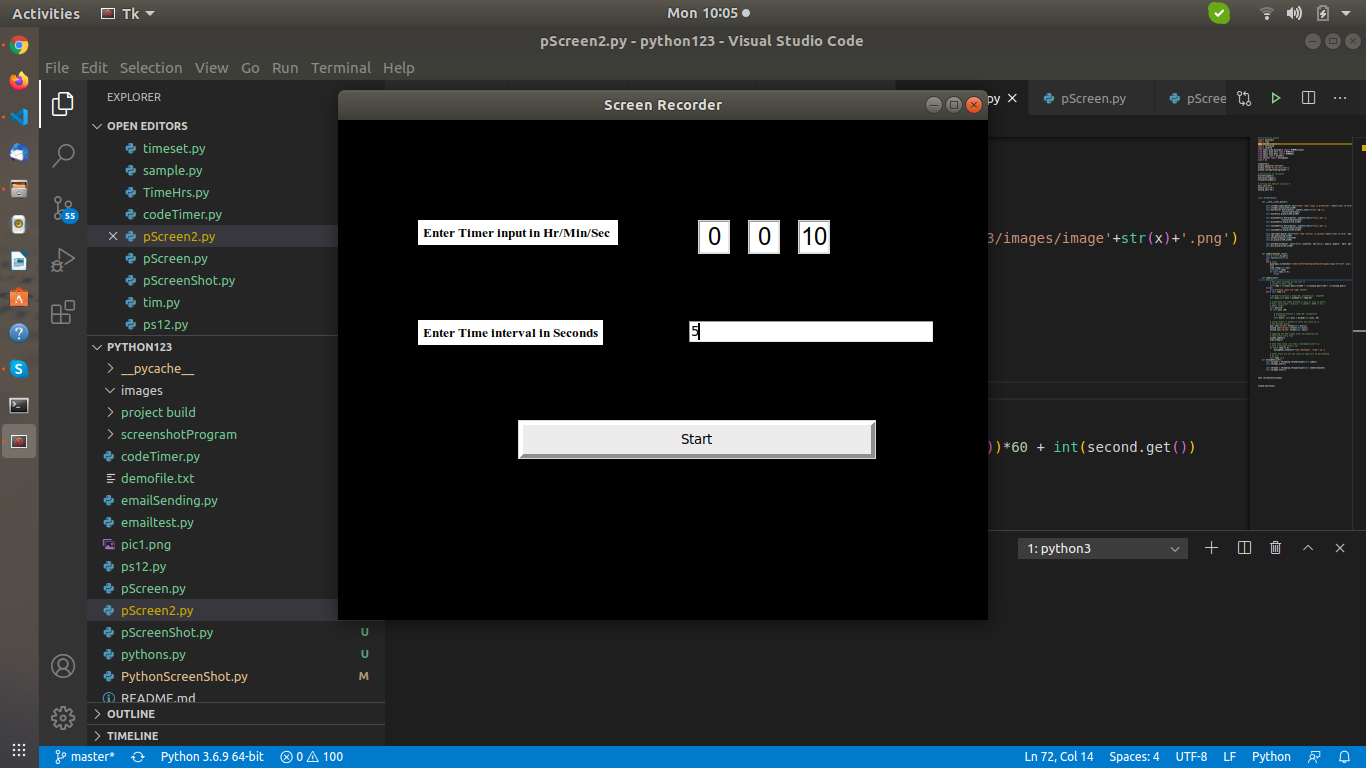 Activities Tk Mon 10:05
pScreen2.py - python123 - Visual Studio Code
File Edit Selection View Go Run Terminal Help
EXPLORER
OPEN EDITORS
timeset.py
sample.py
TimeHrs.py
codeTimer.py
pScreen2.py
pScreen.py
pScreenShot.py
tim.py
ps12.py
PYTHON123
__pycache__
images
project build
screenshotProgram
codeTimer.py
demofile.txt
emailSending.py
emailtest.py
pic1.png
ps12.py
pScreen.py
pScreen2.py
pScreenShot.py U
pythons.py U
PythonScreenShot.py M
README.md
OUTLINE
TIMELINE
Screen Recorder
Enter Timer input in Hr/Min/Sec 0 0 10
Enter Time interval in Seconds 5
Start
py pScreen.py pScree
3/images/image'+str(x)+'.png')
))*60 + int(second.get())
1: python3
55
master* Python 3.6.9 64-bit 0 100 Ln 72, Col 14 Spaces: 4 UTF-8 LF Python